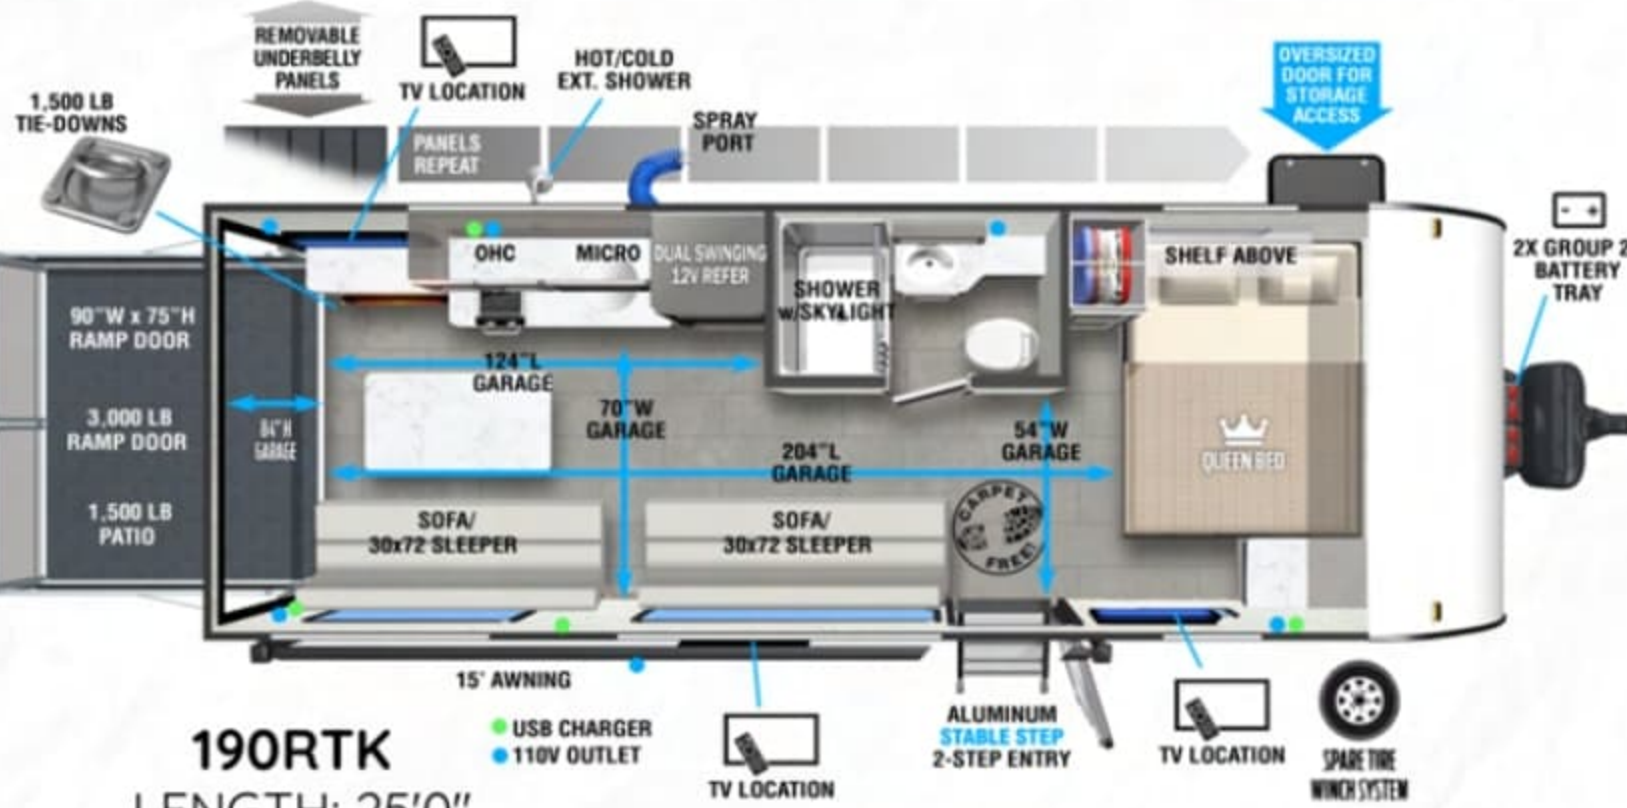 REMOVABLE
UNDERBELLY
PANELS
TV LOCATION
HOT/COLD
EXT. SHOWER
OVERSIZED
DOOR FOR
STORAGE
ACCESS
1,500 LB
TIE-DOWNS
PANELS
REPEAT
SPRAY
PORT
2X GROUP 2
BATTERY
TRAY
OHC
MICRO
DUAL SWINGING
12V REFER
SHOWER
w/SKYLIGHT
SHELF ABOVE
90"W x 75"H
RAMP DOOR
3,000 LB
RAMP DOOR
1,500 LB
PATIO
84"H
GARAGE
124"L
GARAGE
70"W
GARAGE
204"L
GARAGE
54"W
GARAGE
QUEEN BED
SOFA/
30x72 SLEEPER
SOFA/
30x72 SLEEPER
CARPET
FREE!
15' AWNING
USB CHARGER
110V OUTLET
TV LOCATION
ALUMINUM
STABLE STEP
2-STEP ENTRY
TV LOCATION
SPARE TIRE
WINCH SYSTEM
190RTK
LENGTH: 25'0"